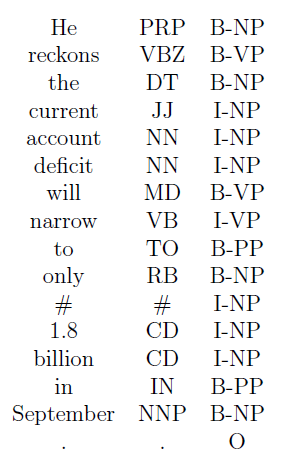 He PRP B-NP
reckons VBZ B-VP
the DT B-NP
current JJ I-NP
account NN I-NP
deficit NN I-NP
will MD B-VP
narrow VB I-VP
to TO B-PP
only RB B-NP
# # I-NP
1.8 CD I-NP
billion CD I-NP
in IN B-PP
September NNP B-NP
. . O